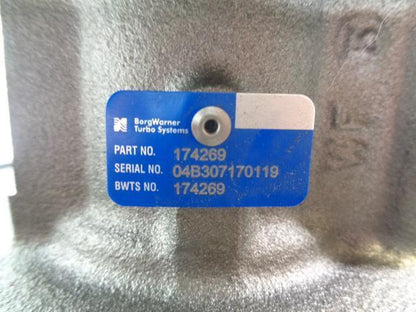 BorgWarner
Turbo Systems
PART NO. 174269
SERIAL NO. 04B307170119
BWTS NO. 174269